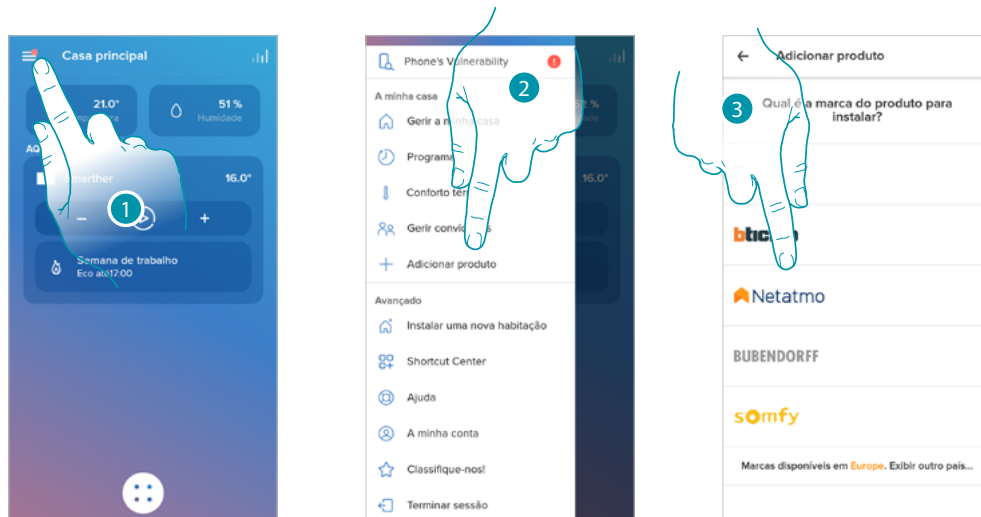 Casa principal
21.0°
51 %
Humidade
16.0°
1
−
+
Semana de trabalho
Eco até 17:00
Phone's Vulnerability
!
2
A minha casa
Gerir a minha casa
16.0°
Conforto
Gerir
Adicionar produto
Avançado
Instalar uma nova habitação
Shortcut Center
Ajuda
A minha conta
Classifique-nos!
Terminar sessão
Adicionar produto
3
Qual é a marca do produto para
instalar?
Netatmo
BUBENDORFF
somfy
Marcas disponíveis em Europe. Exibir outro país...